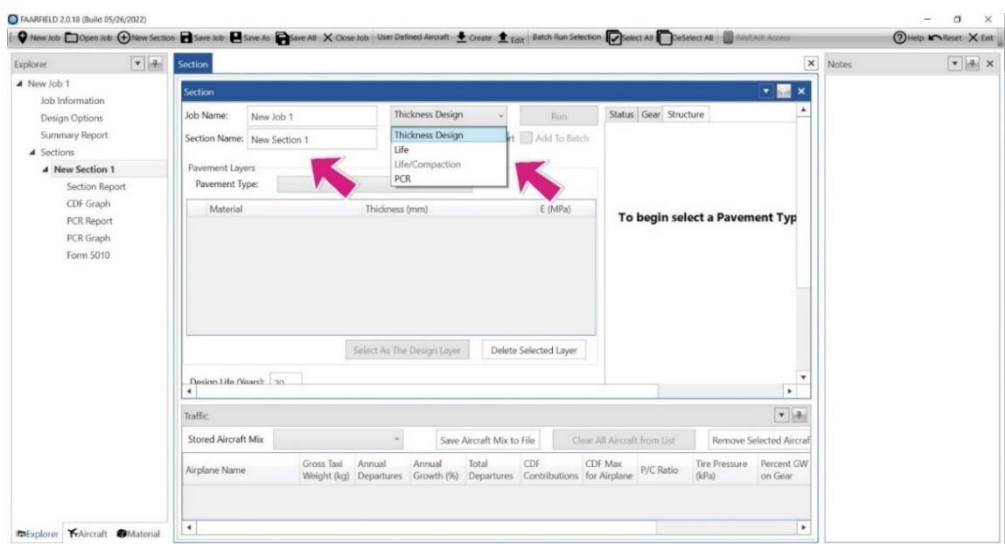 FAARFIELD 2.0.18 (Build 05/26/2022)
New Job Open Job New Section Save Job Save As Save All Close Job User Defined Aircraft Create Edit Batch Run Selection Select All DeSelect All FAVEAIR Access Help Reset Exit
Explorer
New Job 1
Job Information
Design Options
Summary Report
Sections
New Section 1
Section Report
CDF Graph
PCR Report
PCR Graph
Form 5010
Explorer Aircraft Material
Section
Section
Job Name: New Job 1 Thickness Design Run
Section Name: New Section 1 Add To Batch
Thickness Design
Life
Life/Compaction
PCR
Pavement Layers
Pavement Type:
Material Thickness (mm) E (MPa)
Select As The Design Layer Delete Selected Layer
Design Life (Years): 20
Status Gear Structure
To begin select a Pavement Typ
Traffic
Stored Aircraft Mix Save Aircraft Mix to File Clear All Aircraft from List Remove Selected Aircraf
Airplane Name
Gross Taxi Weight (kg)
Annual Departures
Annual Growth (%)
Total Departures
CDF Contributions
CDF Max for Airplane
P/C Ratio
Tire Pressure (kPa)
Percent GW on Gear
Notes